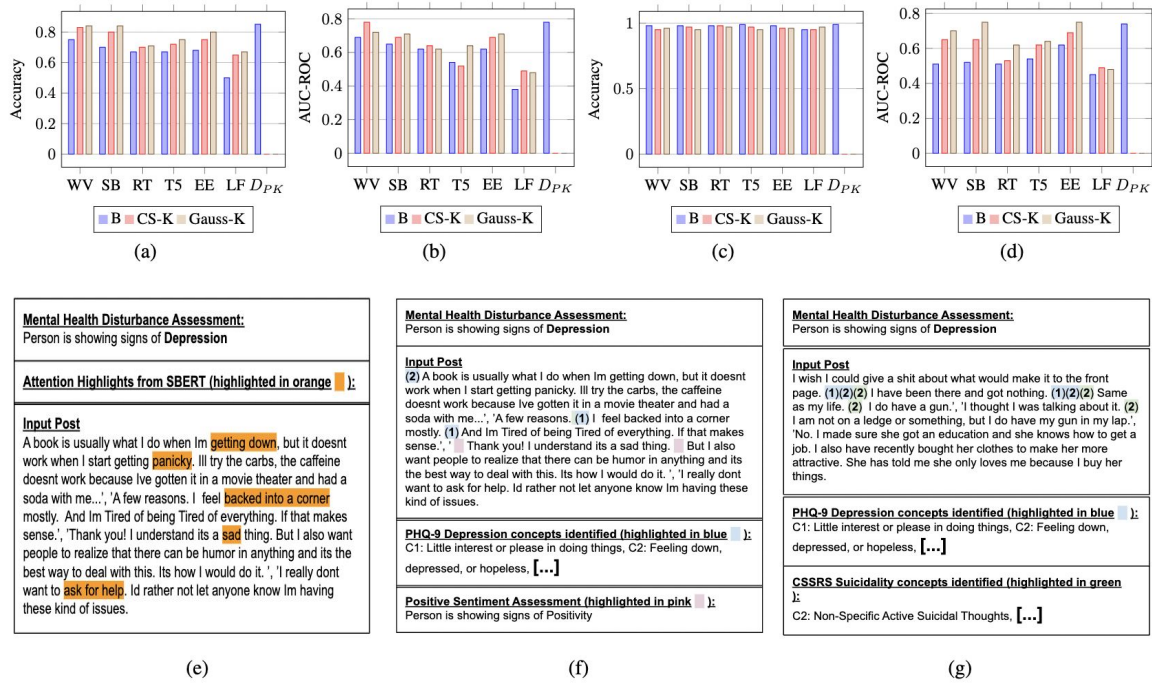 0.8
0.6
0.4
0.2
0
Accuracy
WV SB RT T5 EE LF D_PK
B CS-K Gauss-K
(a)
0.8
0.6
0.4
0.2
0
AUC-ROC
WV SB RT T5 EE LF D_PK
B CS-K Gauss-K
(b)
1
0.5
0
Accuracy
WV SB RT T5 EE LF D_PK
B CS-K Gauss-K
(c)
0.8
0.6
0.4
0.2
0
AUC-ROC
WV SB RT T5 EE LF D_PK
B CS-K Gauss-K
(d)
Mental Health Disturbance Assessment:
Person is showing signs of Depression
Attention Highlights from SBERT (highlighted in orange ):
Input Post
A book is usually what I do when Im getting down, but it doesnt
work when I start getting panicky. Ill try the carbs, the caffeine
doesnt work because Ive gotten it in a movie theater and had a
soda with me...', 'A few reasons. I feel backed into a corner
mostly. And Im Tired of being Tired of everything. If that makes
sense.', 'Thank you! I understand its a sad thing. But I also want
people to realize that there can be humor in anything and its the
best way to deal with this. Its how I would do it. ', 'I really dont
want to ask for help. Id rather not let anyone know Im having
these kind of issues.
(e)
Mental Health Disturbance Assessment:
Person is showing signs of Depression
Input Post
(2) A book is usually what I do when Im getting down, but it doesnt
work when I start getting panicky. Ill try the carbs, the caffeine
doesnt work because Ive gotten it in a movie theater and had a
soda with me...', 'A few reasons. (1) I feel backed into a corner
mostly. (1) And Im Tired of being Tired of everything. If that makes
sense.', ' Thank you! I understand its a sad thing. But I also
want people to realize that there can be humor in anything and its
the best way to deal with this. Its how I would do it. ', 'I really dont
want to ask for help. Id rather not let anyone know Im having these
kind of issues.
PHQ-9 Depression concepts identified (highlighted in blue ):
C1: Little interest or please in doing things, C2: Feeling down,
depressed, or hopeless, [...]
Positive Sentiment Assessment (highlighted in pink ):
Person is showing signs of Positivity
(f)
Mental Health Disturbance Assessment:
Person is showing signs of Depression
Input Post
I wish I could give a shit about what would make it to the front
page. (1)(2)(2) I have been there and got nothing. (1)(2)(2) Same
as my life. (2) I do have a gun.', 'I thought I was talking about it. (2)
I am not on a ledge or something, but I do have my gun in my lap.',
'No. I made sure she got an education and she knows how to get a
job. I also have recently bought her clothes to make her more
attractive. She has told me she only loves me because I buy her
things.
PHQ-9 Depression concepts identified (highlighted in blue ):
C1: Little interest or please in doing things, C2: Feeling down,
depressed, or hopeless, [...]
CSSRS Suicidality concepts identified (highlighted in green
):
C2: Non-Specific Active Suicidal Thoughts, [...]
(g)